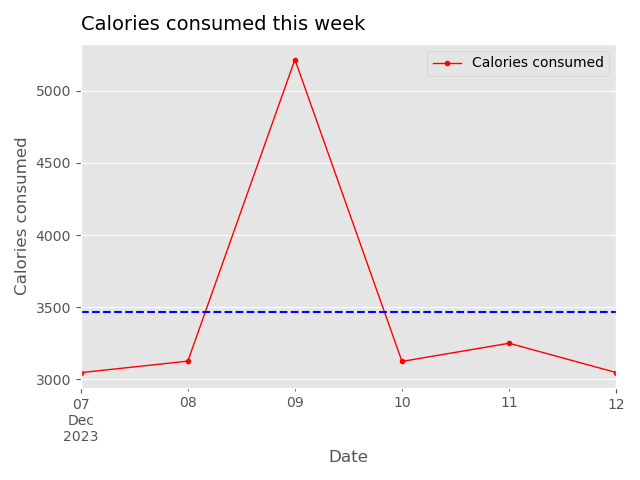 Calories consumed this week
Calories consumed
5000
4500
4000
3500
3000
Calories consumed
07
Dec
2023
08
09
10
11
12
Date